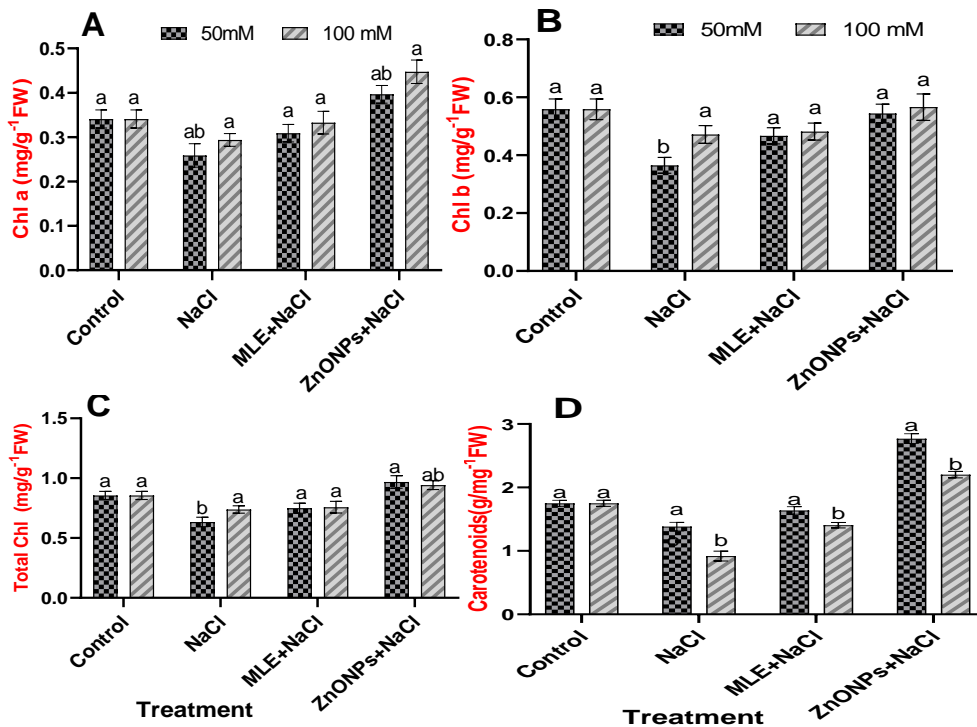 A
50mM
100 mM
Chl a (mg/g⁻¹FW)
0.5
0.4
0.3
0.2
0.1
0.0
a a
ab a
a a
ab a
Control
NaCl
MLE+NaCl
ZnONPs+NaCl
B
50mM
100 mM
Chl b (mg/g⁻¹FW)
0.8
0.6
0.4
0.2
0.0
a a
b a
a a
a a
Control
NaCl
MLE+NaCl
ZnONPs+NaCl
C
Total Chl (mg/g⁻¹FW)
1.5
1.0
0.5
0.0
a a
b a
a a
a ab
Control
NaCl
MLE+NaCl
ZnONPs+NaCl
Treatment
D
Carotenoids(g/mg⁻¹FW)
3
2
1
0
a a
a b
a b
a b
Control
NaCl
MLE+NaCl
ZnONPs+NaCl
Treatment